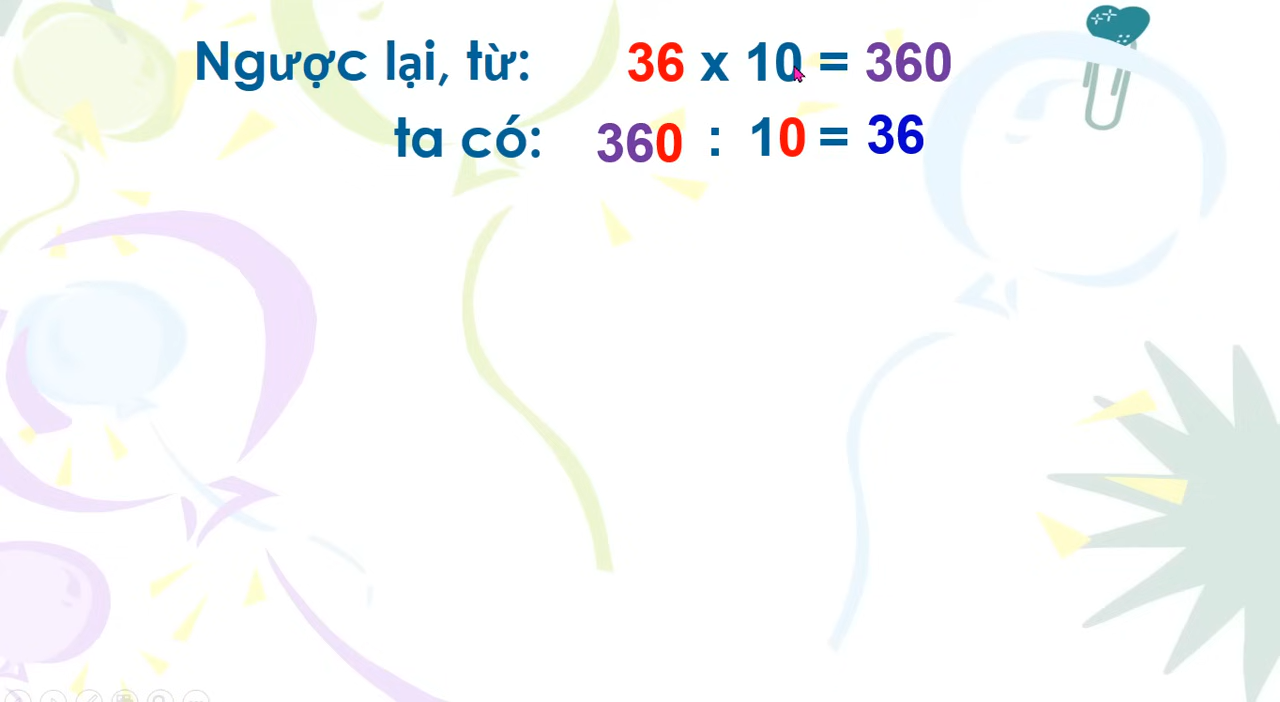 Ngược lại, từ: 36 x 10 = 360
ta có: 360 : 10 = 36